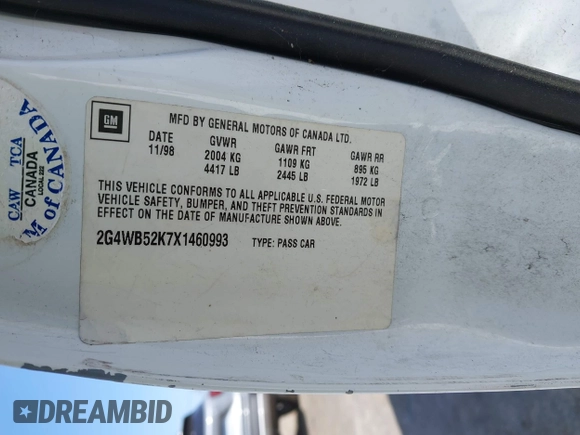 GM
MFD BY GENERAL MOTORS OF CANADA LTD.
DATE GVWR GAWR FRT GAWR RR
11/98 2004 KG 1109 KG 895 KG
4417 LB 2445 LB 1972 LB
THIS VEHICLE CONFORMS TO ALL APPLICABLE U.S. FEDERAL MOTOR
VEHICLE SAFETY, BUMPER, AND THEFT PREVENTION STANDARDS IN
EFFECT ON THE DATE OF MANUFACTURE SHOWN ABOVE.
2G4WB52K7X1460993 TYPE: PASS CAR
CAW TCA
CANADA
M of CANADA
DREAMBID